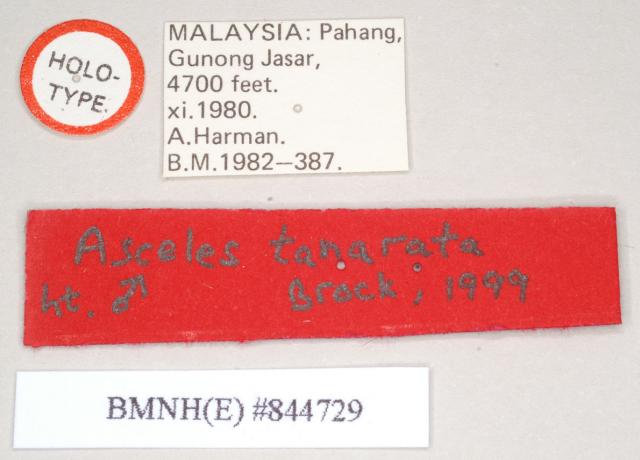 HOLO-
TYPE.
MALAYSIA: Pahang,
Gunong Jasar,
4700 feet.
xi.1980.
A.Harman.
B.M.1982—387.
Asceles tanarata
ht. ♂ Brock, 1999
BMNH(E) #844729